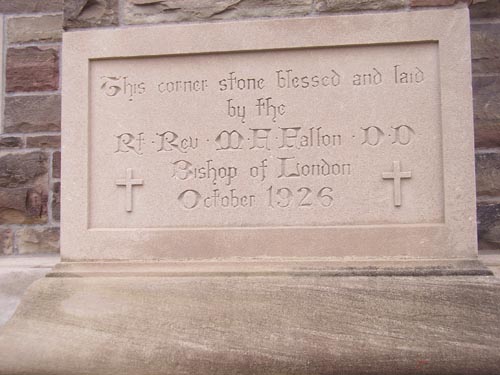 This corner stone blessed and laid
by the
Rt · Rev · M · F · Fallon · D · D
Bishop of London
October 1926